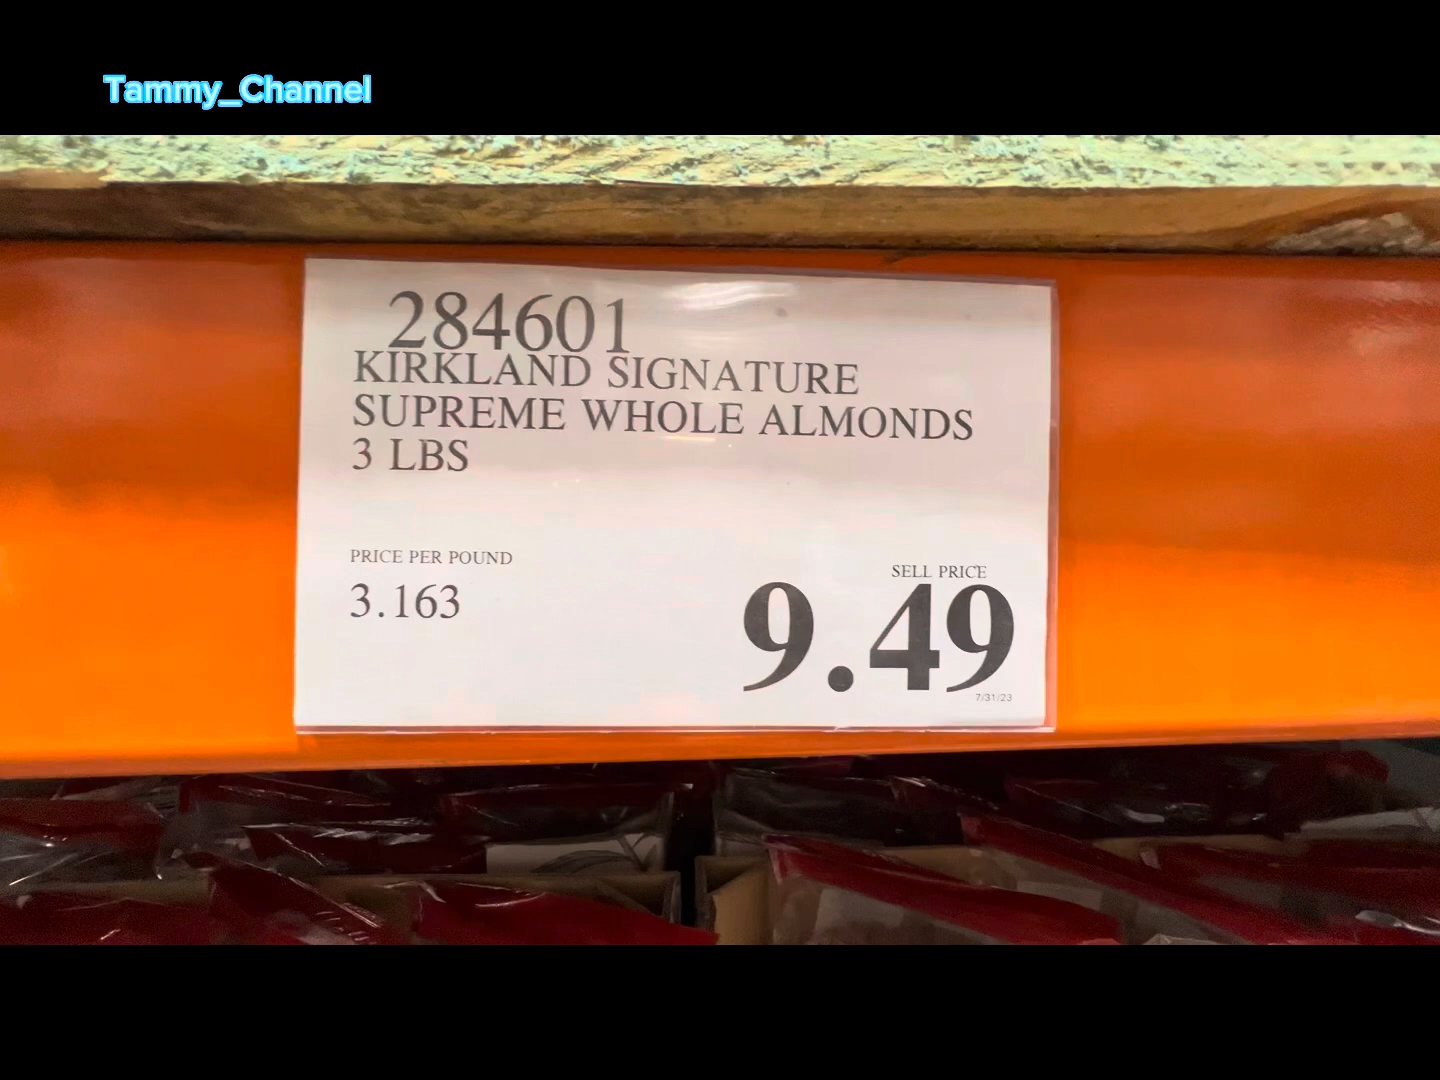 Tammy_Channel
284601
KIRKLAND SIGNATURE
SUPREME WHOLE ALMONDS
3 LBS
PRICE PER POUND
3.163
SELL PRICE
9.49
7/31/23